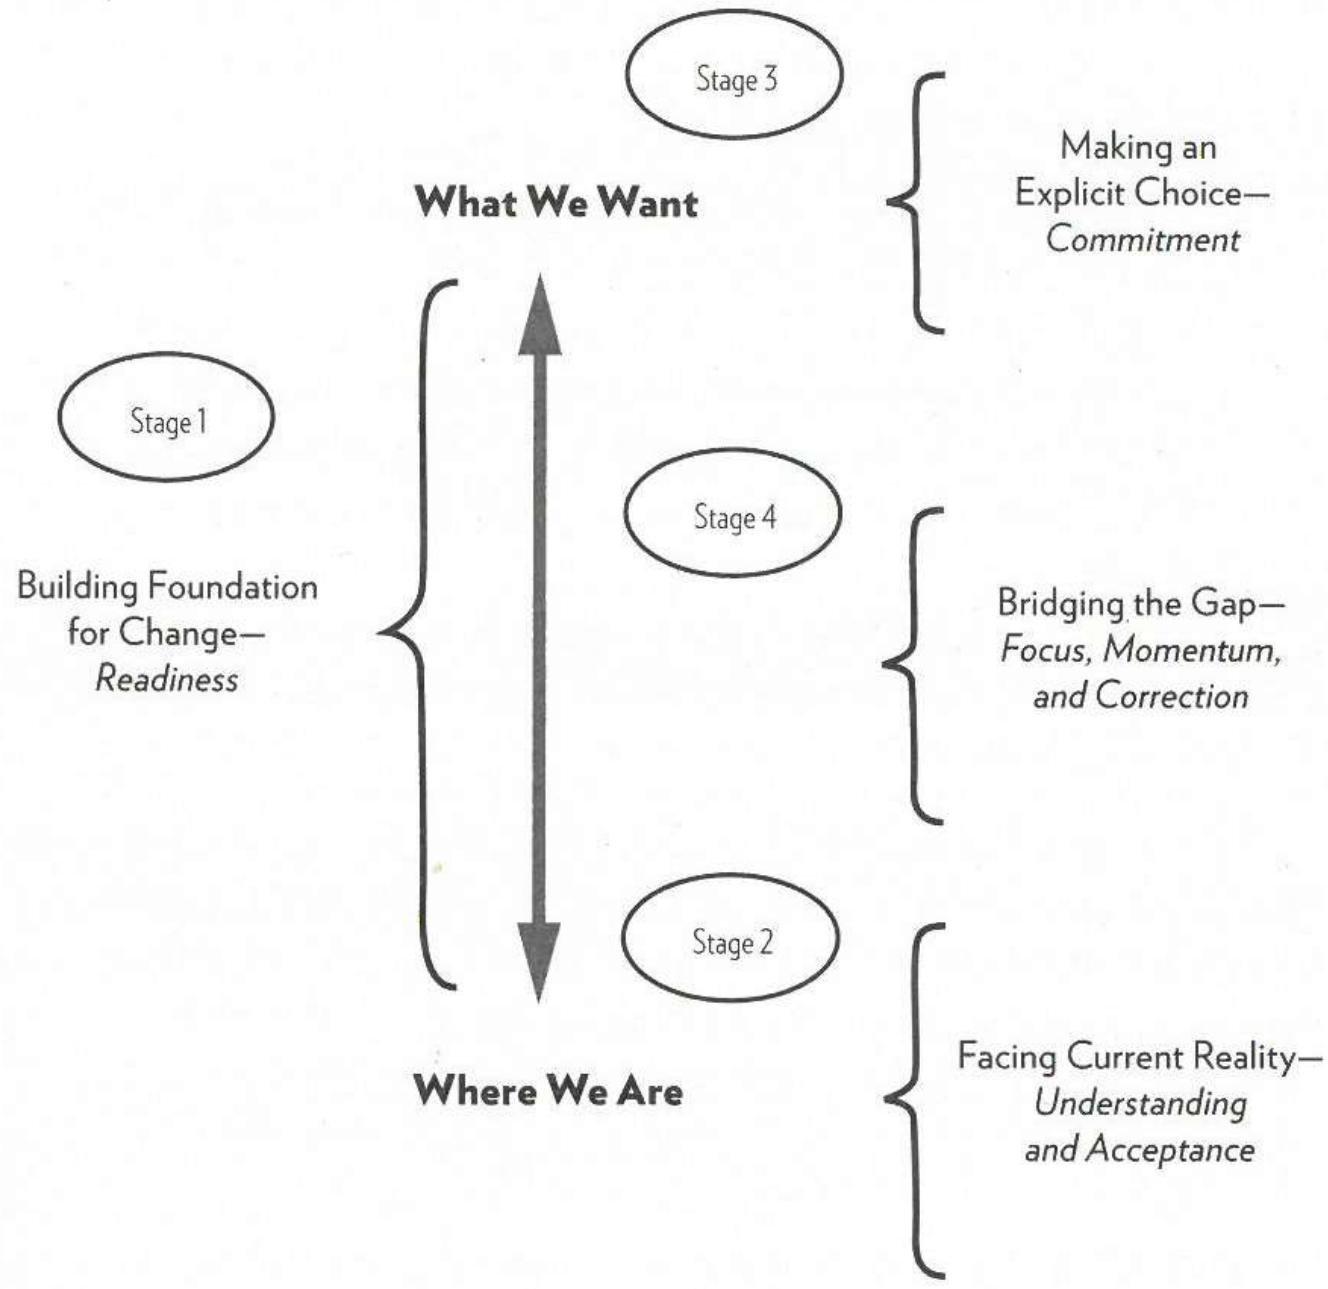 Stage 3
Making an
Explicit Choice—
Commitment
What We Want
Stage 1
Building Foundation
for Change—
Readiness
Stage 4
Bridging the Gap—
Focus, Momentum,
and Correction
Stage 2
Where We Are
Facing Current Reality—
Understanding
and Acceptance